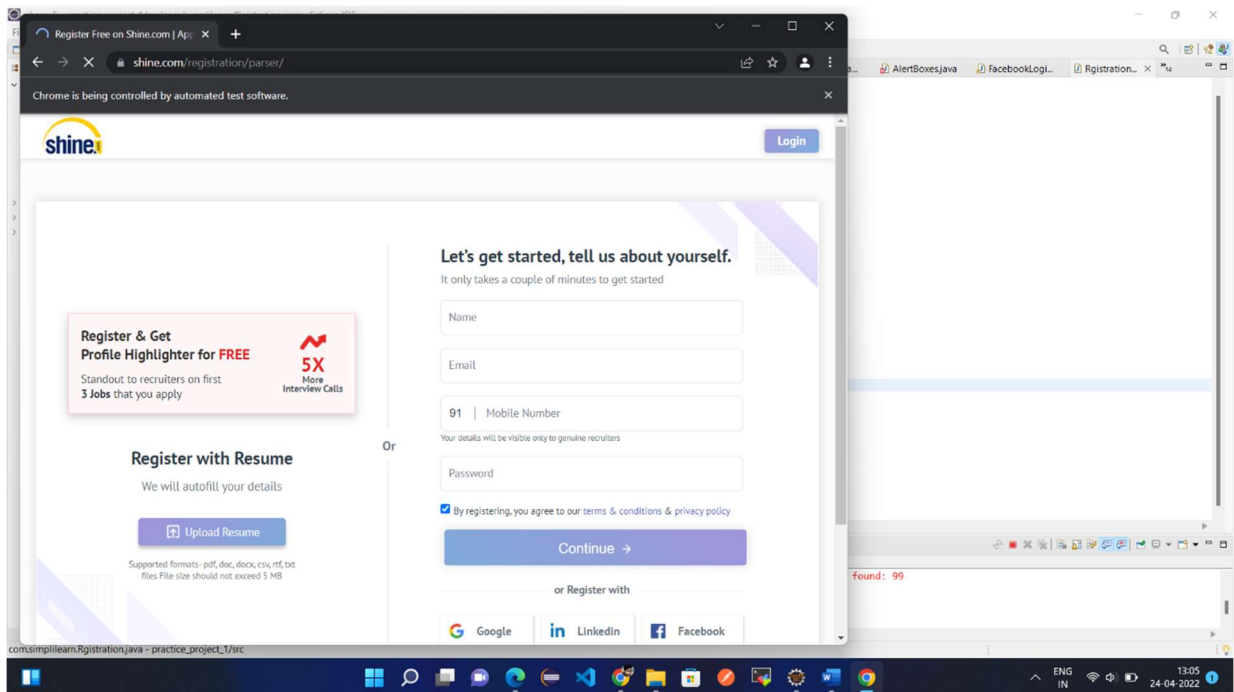 Register Free on Shine.com | App
shine.com/registration/parser/
Chrome is being controlled by automated test software.
AlertBoxes.java
FacebookLogi...
Rgistration...
shine.
Login
Let's get started, tell us about yourself.
It only takes a couple of minutes to get started
Name
Email
91 | Mobile Number
Your details will be visible only to genuine recruiters
Password
By registering, you agree to our terms & conditions & privacy policy
Continue →
or Register with
Google
in Linkedin
Facebook
Register & Get
Profile Highlighter for FREE
Standout to recruiters on first
3 Jobs that you apply
5X
More
Interview Calls
Or
Register with Resume
We will autofill your details
Upload Resume
Supported formats- pdf, doc, docx, csv, rtf, txt
files File size should not exceed 5 MB
found: 99
com.simplilearn.Rgistration.java - practice_project_1/src
ENG
IN
13:05
24-04-2022
1